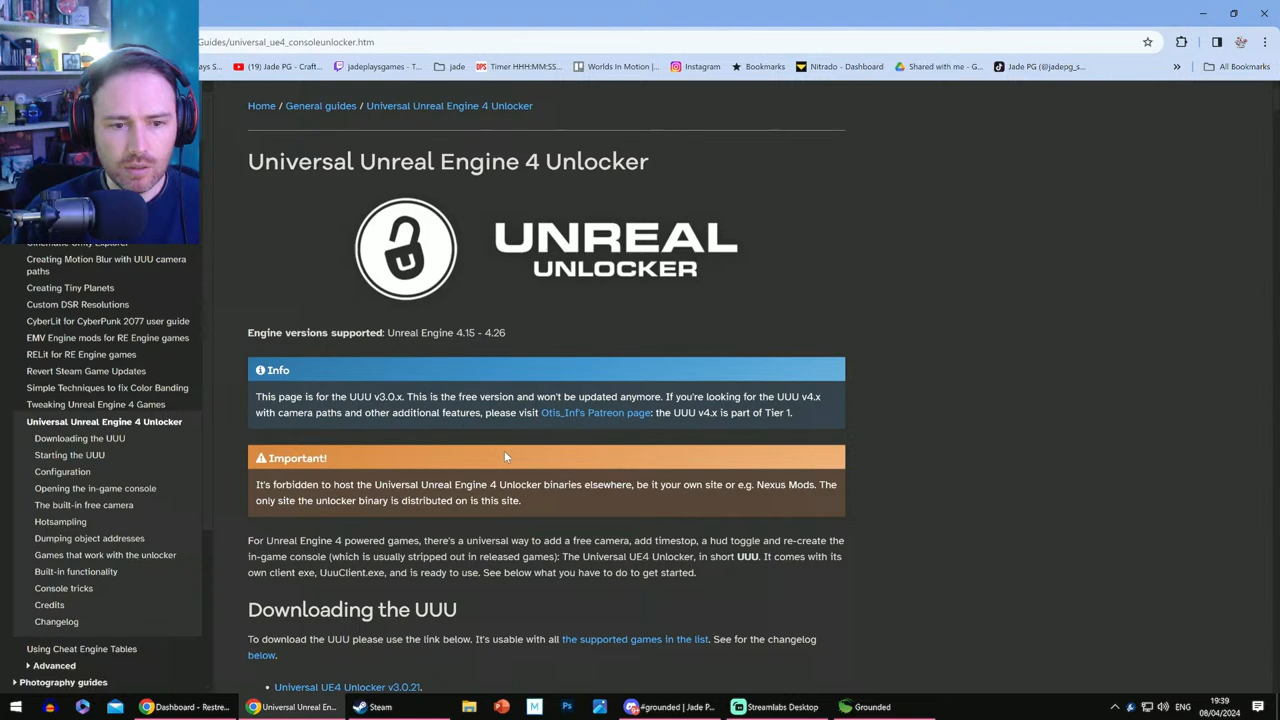 Guides/universal_ue4_consoleunlocker.htm
ays S...
(19) Jade PG - Craft...
jadeplaysgames - T...
jade
DPS
Timer HHH:MM:SS...
Worlds In Motion |...
Instagram
Bookmarks
Nitrado - Dashboard
Shared with me - G...
Jade PG (@jadepg_s...
All Bookmarks
Home / General guides / Universal Unreal Engine 4 Unlocker
Universal Unreal Engine 4 Unlocker
UNREAL
UNLOCKER
Engine versions supported: Unreal Engine 4.15 - 4.26
Info
This page is for the UUU v3.0.x. This is the free version and won't be updated anymore. If you're looking for the UUU v4.x
with camera paths and other additional features, please visit Otis_Inf's Patreon page: the UUU v4.x is part of Tier 1.
Important!
It's forbidden to host the Universal Unreal Engine 4 Unlocker binaries elsewhere, be it your own site or e.g. Nexus Mods. The
only site the unlocker binary is distributed on is this site.
For Unreal Engine 4 powered games, there's a universal way to add a free camera, add timestop, a hud toggle and re-create the
in-game console (which is usually stripped out in released games): The Universal UE4 Unlocker, in short UUU. It comes with its
own client exe, UuuClient.exe, and is ready to use. See below what you have to do to get started.
Downloading the UUU
To download the UUU please use the link below. It's usable with all the supported games in the list. See for the changelog
below.
Universal UE4 Unlocker v3.0.21.
Cinematic Unity Explorer
Creating Motion Blur with UUU camera
paths
Creating Tiny Planets
Custom DSR Resolutions
CyberLit for CyberPunk 2077 user guide
EMV Engine mods for RE Engine games
RELit for RE Engine games
Revert Steam Game Updates
Simple Techniques to fix Color Banding
Tweaking Unreal Engine 4 Games
Universal Unreal Engine 4 Unlocker
Downloading the UUU
Starting the UUU
Configuration
Opening the in-game console
The built-in free camera
Hotsampling
Dumping object addresses
Games that work with the unlocker
Built-in functionality
Console tricks
Credits
Changelog
Using Cheat Engine Tables
Advanced
Photography guides
Dashboard - Restre...
Universal Unreal En...
Steam
P
M
Ps
#grounded | Jade P...
Streamlabs Desktop
Grounded
ENG
19:39
08/04/2024